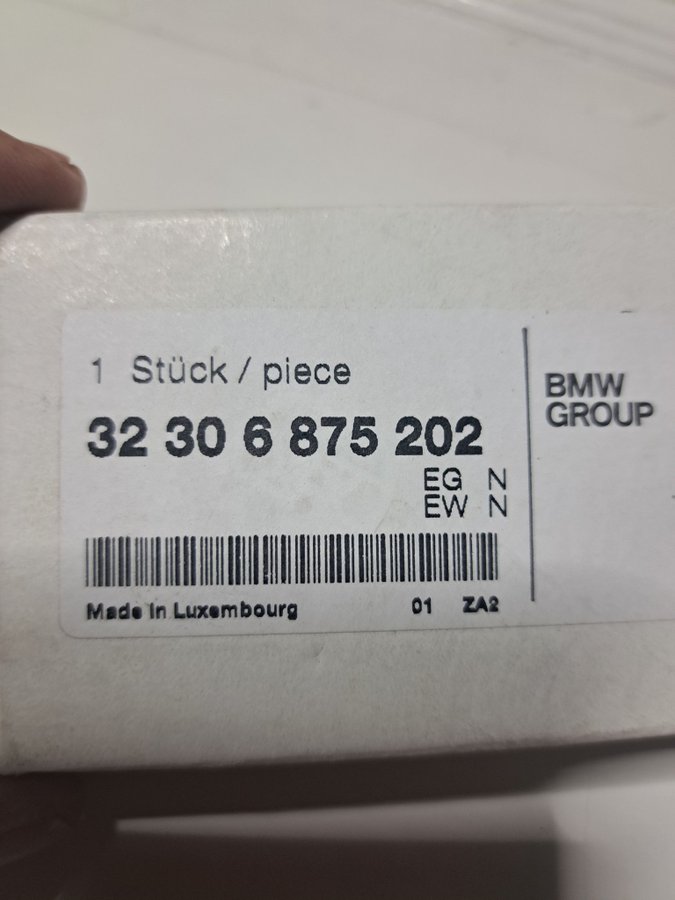 1 Stück / piece
32 30 6 875 202
EG N
EW N
Made in Luxembourg 01 ZA2
BMW
GROUP